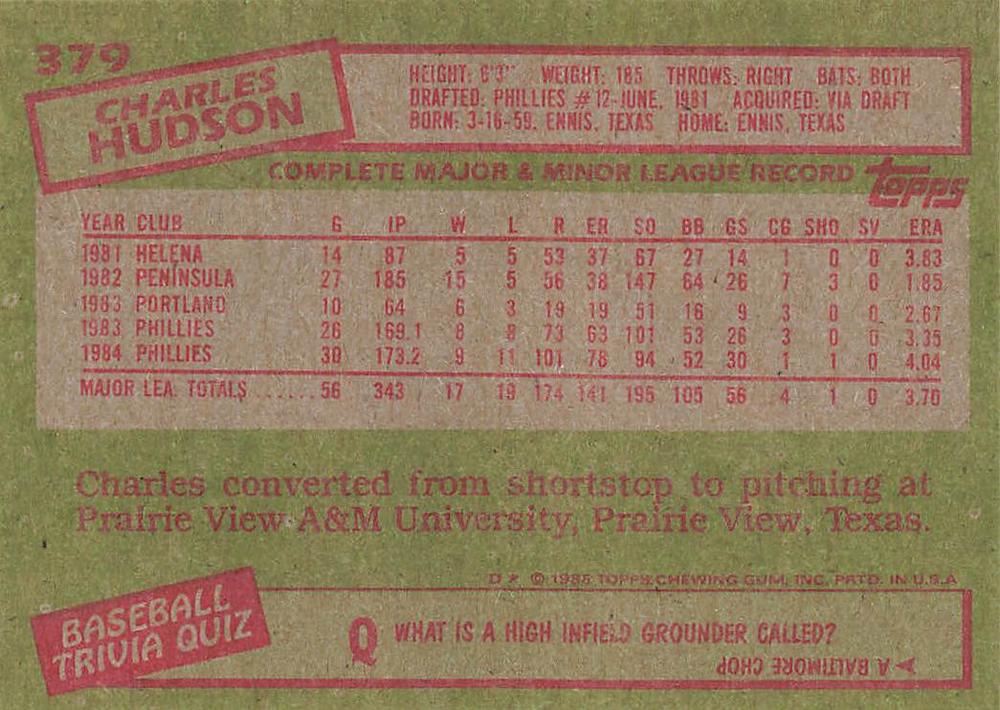 379
CHARLES
HUDSON
HEIGHT: 6'3" WEIGHT: 185 THROWS: RIGHT BATS: BOTH
DRAFTED: PHILLIES #12-JUNE, 1981 ACQUIRED: VIA DRAFT
BORN: 3-16-59, ENNIS, TEXAS HOME: ENNIS, TEXAS
COMPLETE MAJOR & MINOR LEAGUE RECORD topps
YEAR CLUB G IP W L R ER SO BB GS CG SHO SV ERA
1981 HELENA 14 87 5 5 53 37 67 27 14 1 0 0 3.83
1982 PENINSULA 27 185 15 5 56 38 147 64 26 7 3 0 1.85
1983 PORTLAND 10 64 6 3 19 19 51 16 9 3 0 0 2.67
1983 PHILLIES 26 169.1 8 8 73 63 101 53 26 3 0 0 3.35
1984 PHILLIES 30 173.2 9 11 101 78 94 52 30 1 1 0 4.04
MAJOR LEA. TOTALS ...... 56 343 17 19 174 141 195 105 56 4 1 0 3.70
Charles converted from shortstop to pitching at
Prairie View A&M University, Prairie View, Texas.
D* © 1985 TOPPS CHEWING GUM, INC. PRTD. IN U.S.A
BASEBALL
TRIVIA QUIZ
Q WHAT IS A HIGH INFIELD GROUNDER CALLED?
A BALTIMORE CHOP